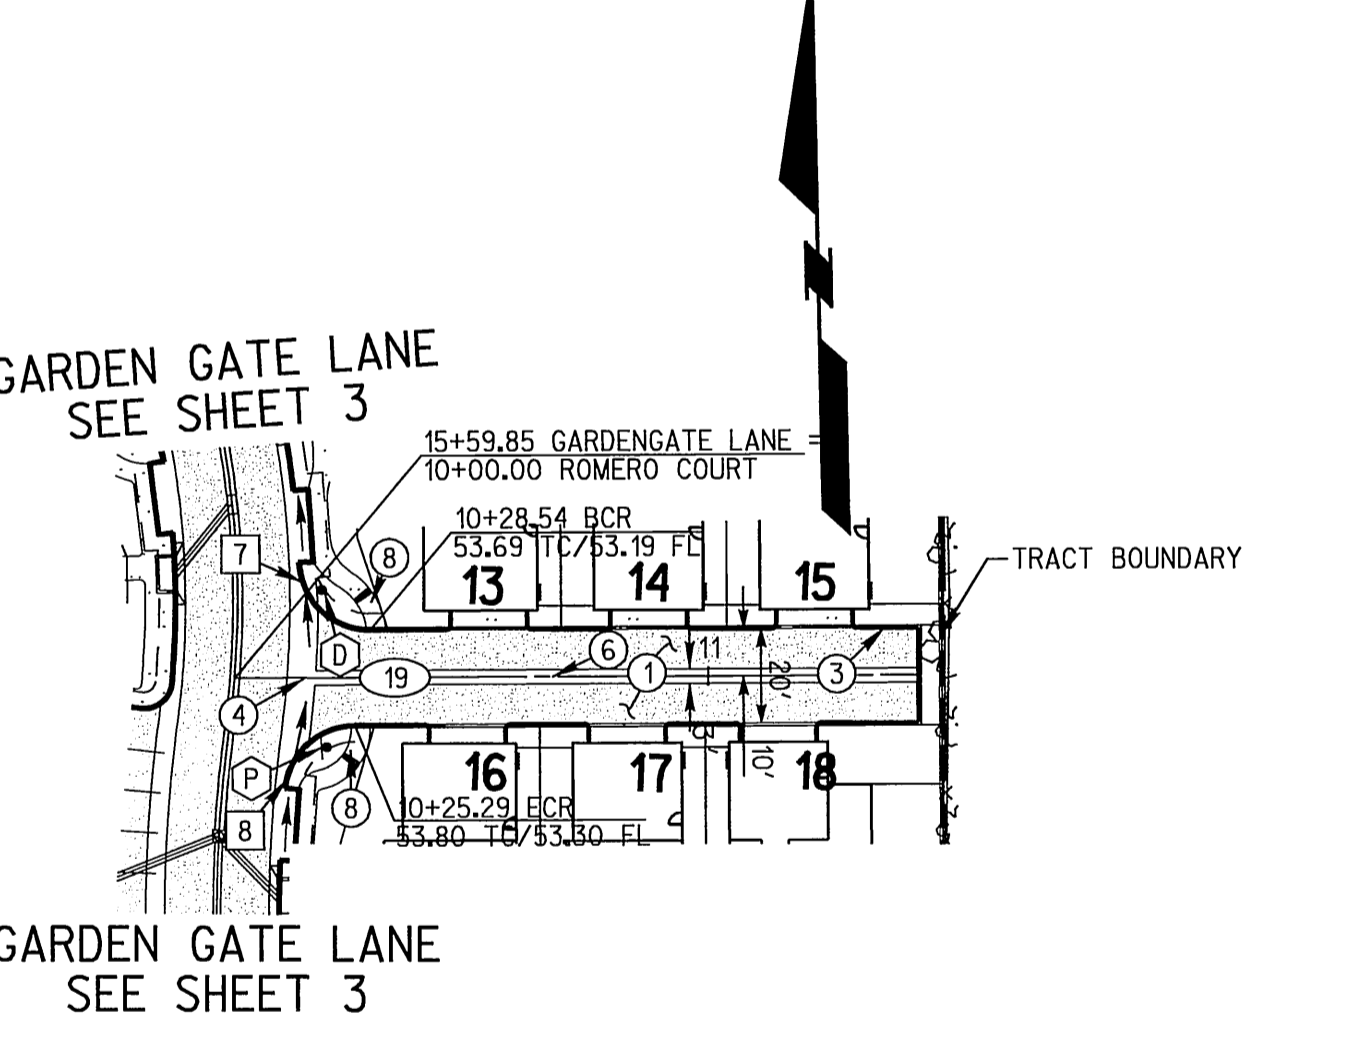 GARDEN GATE LANE
SEE SHEET 3
15+59.85 GARDENGATE LANE =
10+00.00 ROMERO COURT
10+28.54 BCR
53.69 TC/53.19 FL
TRACT BOUNDARY
7
8
13
14
15
D
19
6
1
11
20'
3
4
P
8
8
16
17
18
3'
10'
10+25.29 ECR
53.80 TC/53.30 FL
GARDEN GATE LANE
SEE SHEET 3